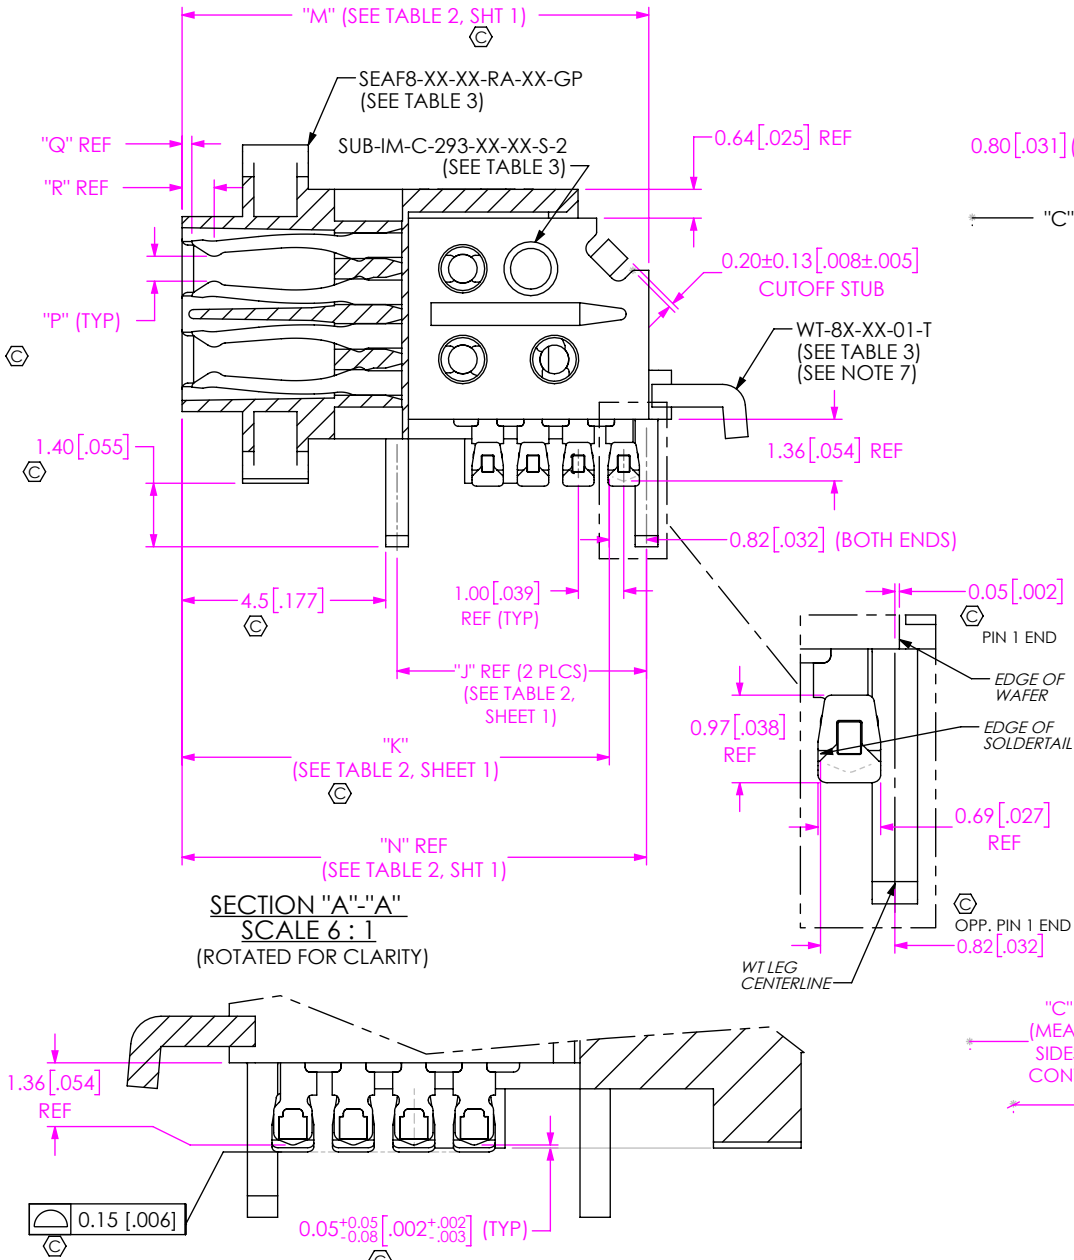 "M" (SEE TABLE 2, SHT 1)
C
SEAF8-XX-XX-RA-XX-GP
(SEE TABLE 3)
"Q" REF
SUB-IM-C-293-XX-XX-S-2
(SEE TABLE 3)
0.64[.025] REF
0.80[.031]
"R" REF
"C"
0.20±0.13[.008±.005]
CUTOFF STUB
"P" (TYP)
WT-8X-XX-01-T
(SEE TABLE 3)
(SEE NOTE 7)
C
1.40[.055]
C
1.36[.054] REF
0.82[.032] (BOTH ENDS)
4.5[.177]
C
1.00[.039]
REF (TYP)
0.05[.002]
C
PIN 1 END
"J" REF (2 PLCS)
(SEE TABLE 2,
SHEET 1)
EDGE OF
WAFER
0.97[.038]
REF
EDGE OF
SOLDERTAIL
"K"
(SEE TABLE 2, SHEET 1)
C
0.69[.027]
REF
"N" REF
(SEE TABLE 2, SHT 1)
SECTION "A"-"A"
SCALE 6 : 1
(ROTATED FOR CLARITY)
C
OPP. PIN 1 END
0.82[.032]
WT LEG
CENTERLINE
"C"
(MEA
SIDE
CON
1.36[.054]
REF
0.15 [.006]
C
0.05+0.05-0.08[.002+.002-.003] (TYP)
C